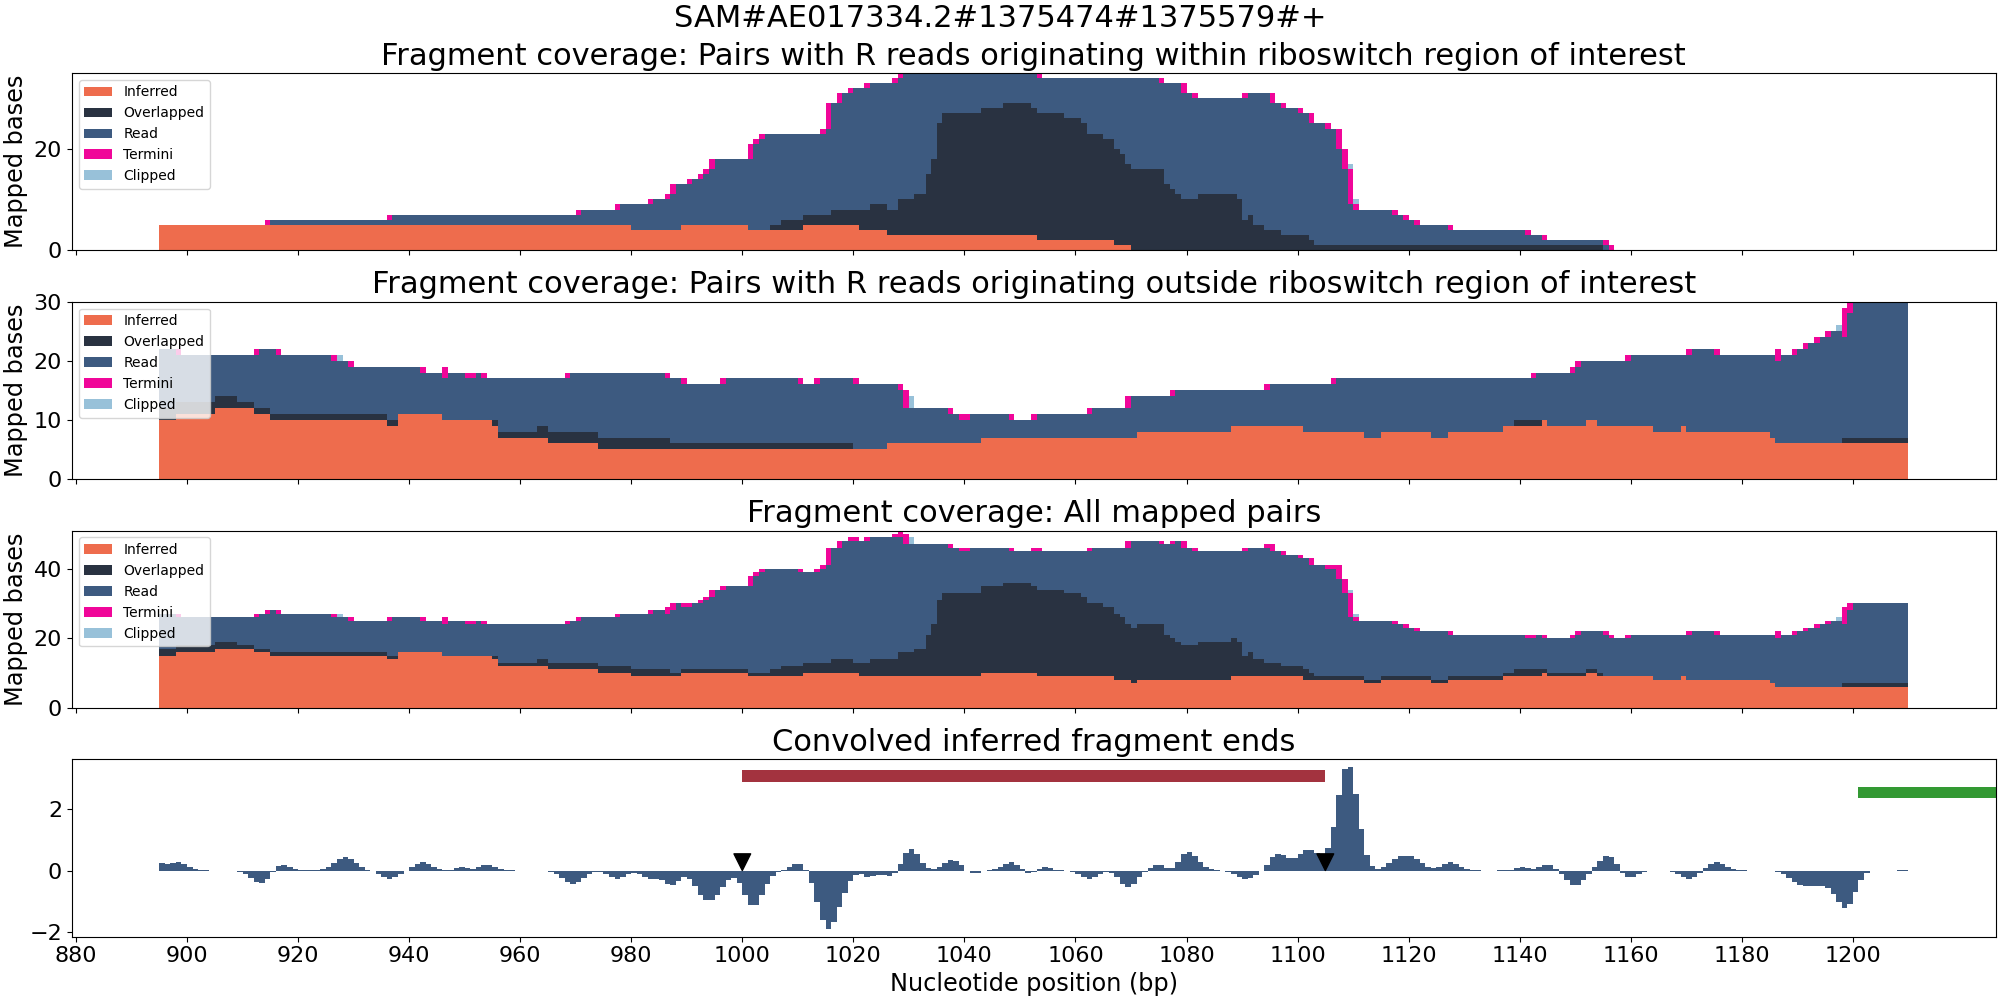 SAM#AE017334.2#1375474#1375579#+
Fragment coverage: Pairs with R reads originating within riboswitch region of interest
Mapped bases
20
0
Inferred
Overlapped
Read
Termini
Clipped
Fragment coverage: Pairs with R reads originating outside riboswitch region of interest
Mapped bases
30
20
10
0
Inferred
Overlapped
Read
Termini
Clipped
Fragment coverage: All mapped pairs
Mapped bases
40
20
0
Inferred
Overlapped
Read
Termini
Clipped
Convolved inferred fragment ends
2
0
−2
880 900 920 940 960 980 1000 1020 1040 1060 1080 1100 1120 1140 1160 1180 1200
Nucleotide position (bp)